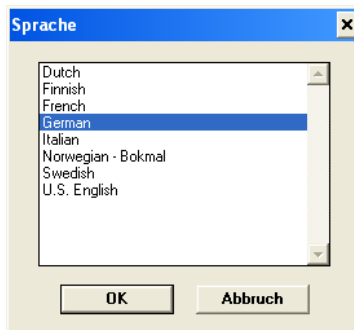 Sprache
Dutch
Finnish
French
German
Italian
Norwegian - Bokmal
Swedish
U.S. English
OK
Abbruch